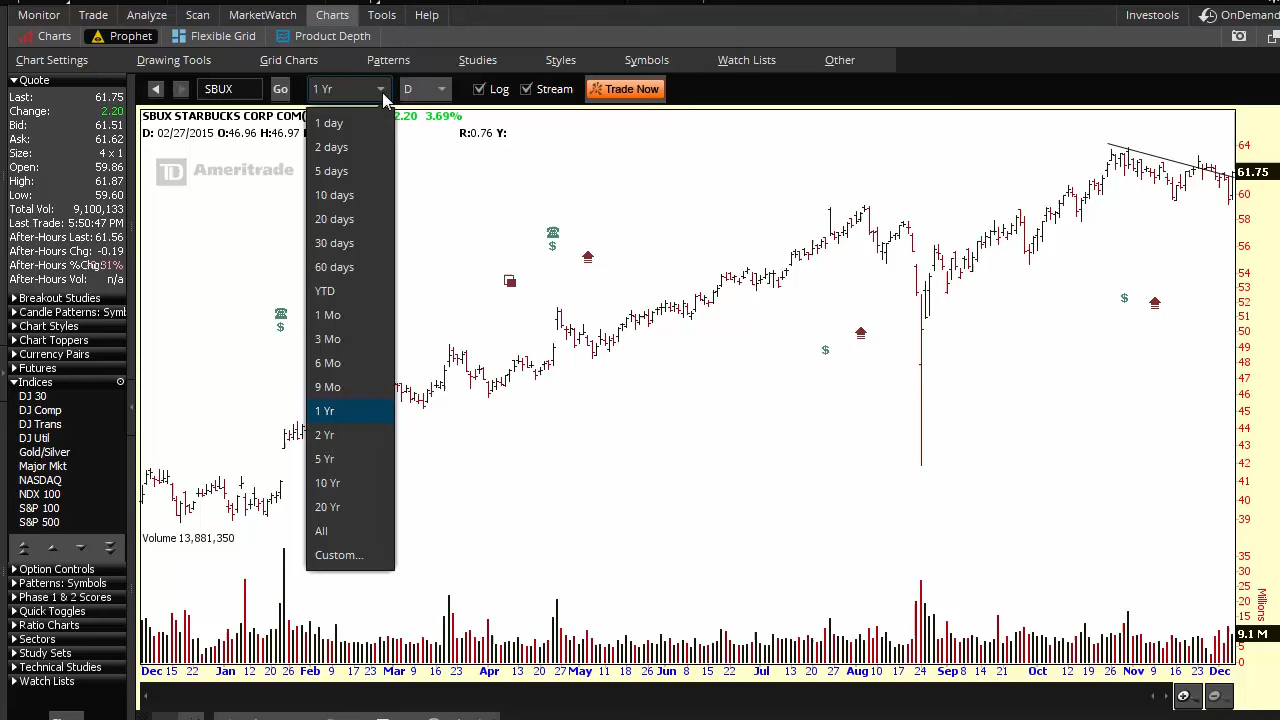 Monitor Trade Analyze Scan MarketWatch Charts Tools Help Investools OnDemand
Charts Prophet Flexible Grid Product Depth
Chart Settings Drawing Tools Grid Charts Patterns Studies Styles Symbols Watch Lists Other
SBUX Go 1 Yr D Log Stream Trade Now
Quote
Last: 61.75
Change: 2.20
Bid: 61.51
Ask: 61.62
Size: 4 x 1
Open: 59.86
High: 61.87
Low: 59.60
Total Vol: 9,100,133
Last Trade: 5:50:47 PM
After-Hours Last: 61.56
After-Hours Chg: -0.19
After-Hours Vol: n/a
Breakout Studies
Candle Patterns: Symb
Chart Styles
Chart Toppers
Currency Pairs
Futures
Indices
DJ 30
DJ Comp
DJ Trans
DJ Util
Gold/Silver
Major Mkt
NASDAQ
NDX 100
S&P 100
S&P 500
Option Controls
Patterns: Symbols
Phase 1 & 2 Scores
Quick Toggles
Ratio Charts
Sectors
Study Sets
Technical Studies
Watch Lists
SBUX STARBUCKS CORP COM( 2.20 3.69%
D: 02/27/2015 O:46.96 H:46.97 R:0.76 Y:
TD Ameritrade
1 day
2 days
5 days
10 days
20 days
30 days
60 days
YTD
1 Mo
3 Mo
6 Mo
9 Mo
1 Yr
2 Yr
5 Yr
10 Yr
20 Yr
All
Custom...
64
61.75
60
58
56
54
53
52
51
50
49
48
47
46
45
44
43
42
41
40
39
Volume 13,881,350
35
30
25
20
15
9.1 M
5
0
Millions
Dec 15 22 Jan 12 20 26 Feb 10 17 23 Mar 16 23 Apr 13 20 27 May 11 18 26 Jun 15 22 Jul 13 20 27 Aug 10 17 24 Sep 14 21 Oct 12 19 26 Nov 9 16 23 Dec